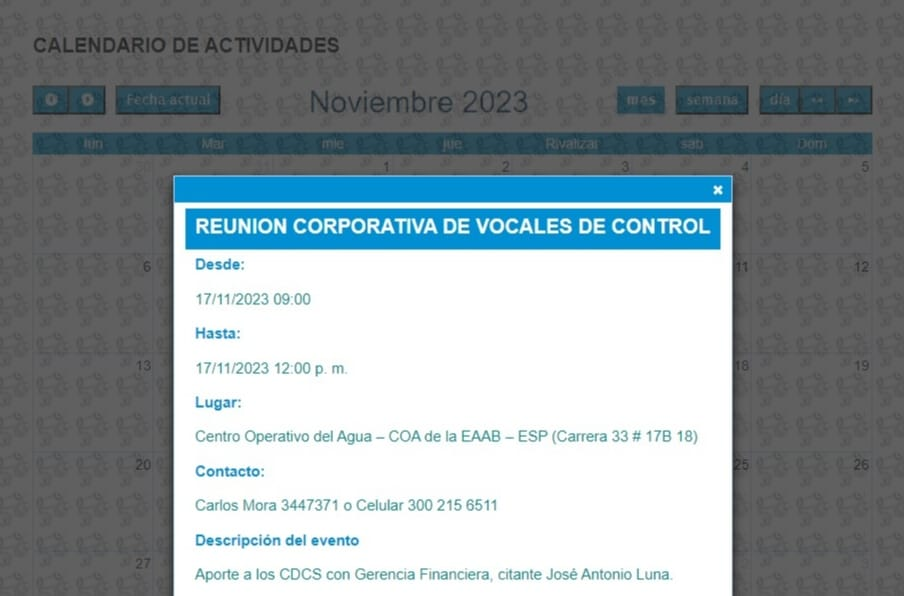 CALENDARIO DE ACTIVIDADES
Fecha actual
Noviembre 2023
mes semana día
lun Mar mie jue Rivalizar sab Dom
1 2 3 4 5
REUNION CORPORATIVA DE VOCALES DE CONTROL
Desde:
6 11 12
17/11/2023 09:00
Hasta:
13 18 19
17/11/2023 12:00 p. m.
Lugar:
Centro Operativo del Agua – COA de la EAAB – ESP (Carrera 33 # 17B 18)
20 25 26
Contacto:
Carlos Mora 3447371 o Celular 300 215 6511
Descripción del evento
27
Aporte a los CDCS con Gerencia Financiera, citante José Antonio Luna.